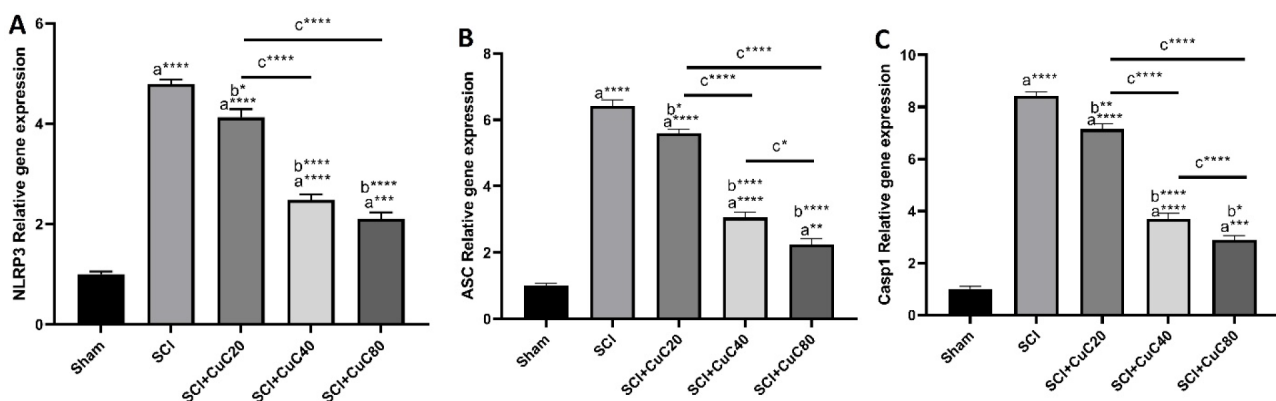 A
NLRP3 Relative gene expression
6
4
2
0
c****
c****
a****
b*
a****
b****
a****
b****
a***
Sham
SCI
SCI+CuC20
SCI+CuC40
SCI+CuC80
B
ASC Relative gene expression
8
6
4
2
0
c****
c****
c*
a****
b*
a****
b****
a****
b****
a**
Sham
SCI
SCI+CuC20
SCI+CuC40
SCI+CuC80
C
Casp1 Relative gene expression
10
8
6
4
2
0
c****
c****
c****
a****
b**
a****
b****
a****
b*
a***
Sham
SCI
SCI+CuC20
SCI+CuC40
SCI+CuC80